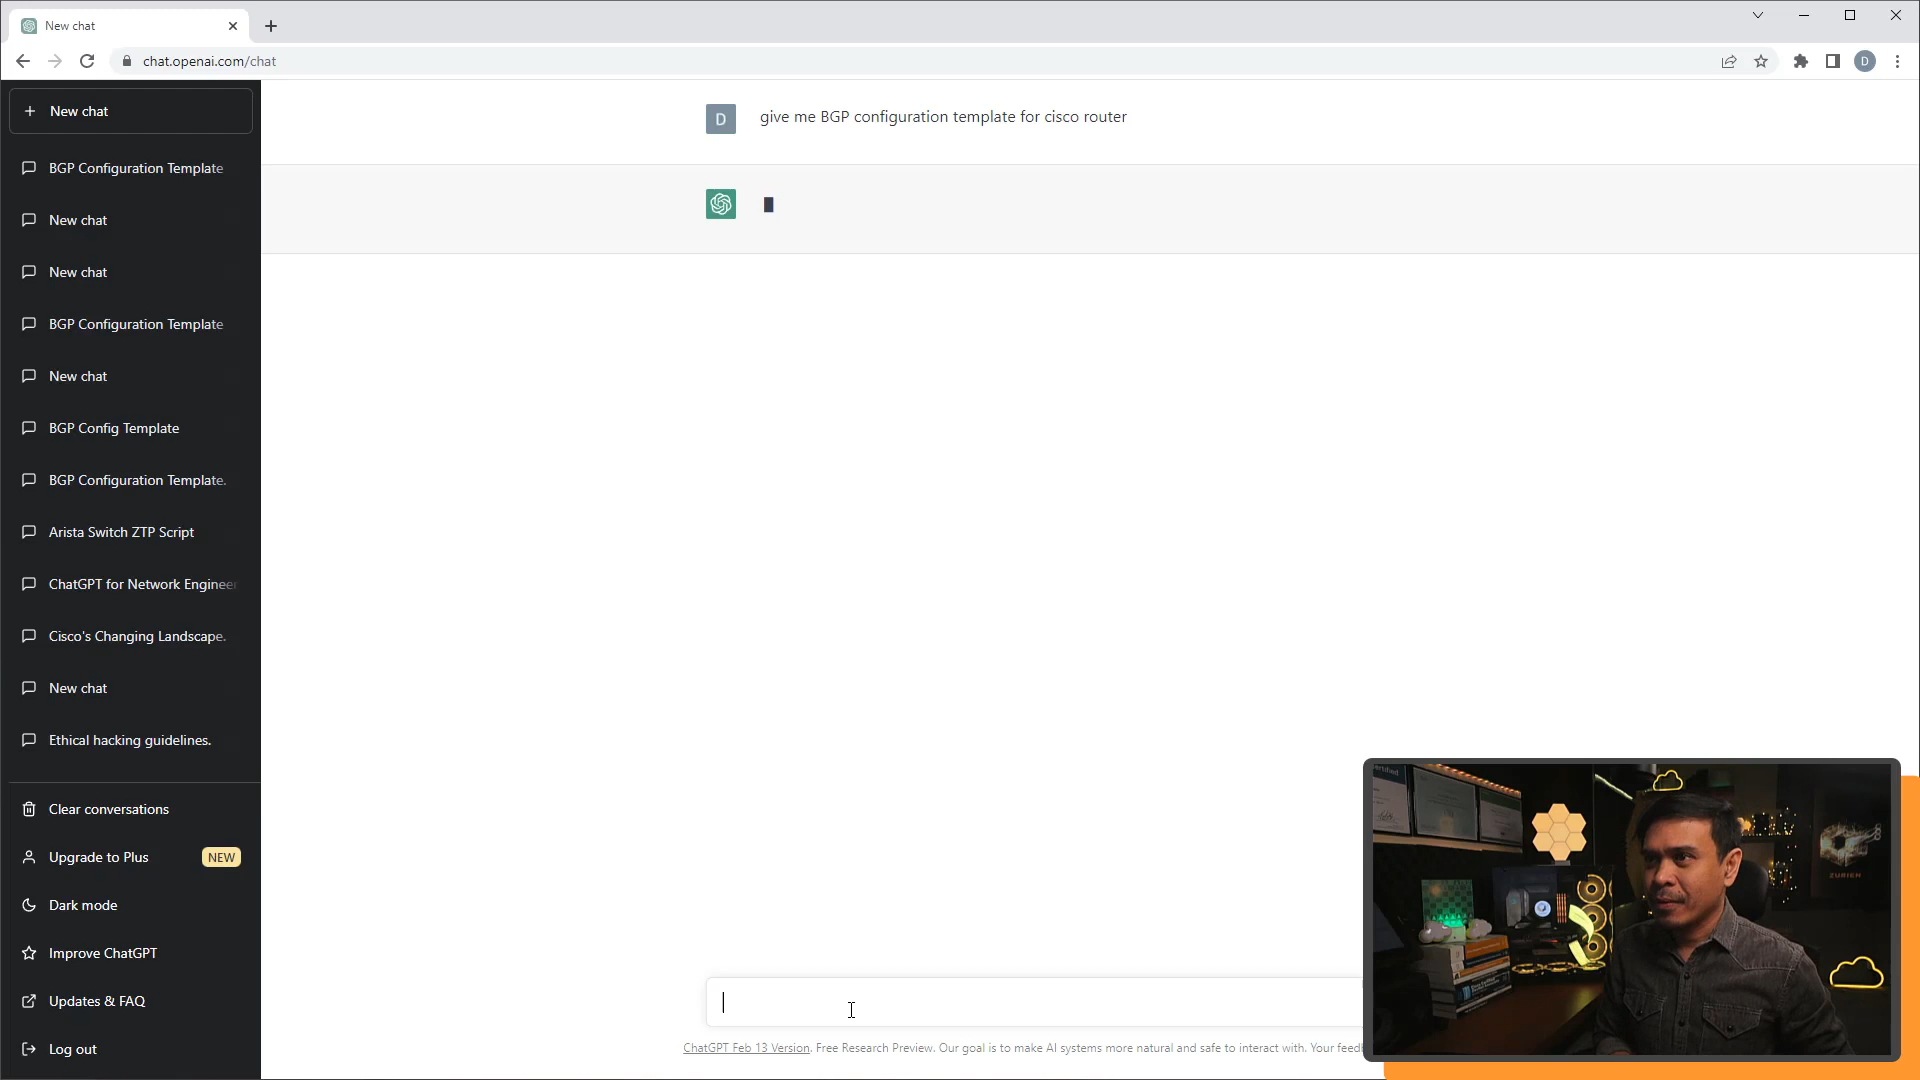 New chat
chat.openai.com/chat
D
New chat
BGP Configuration Template
New chat
New chat
BGP Configuration Template
New chat
BGP Config Template
BGP Configuration Template.
Arista Switch ZTP Script
ChatGPT for Network Enginee
Cisco's Changing Landscape.
New chat
Ethical hacking guidelines.
Clear conversations
Upgrade to Plus NEW
Dark mode
Improve ChatGPT
Updates & FAQ
Log out
D give me BGP configuration template for cisco router
ChatGPT Feb 13 Version. Free Research Preview. Our goal is to make AI systems more natural and safe to interact with. Your feedb
ZURIEH